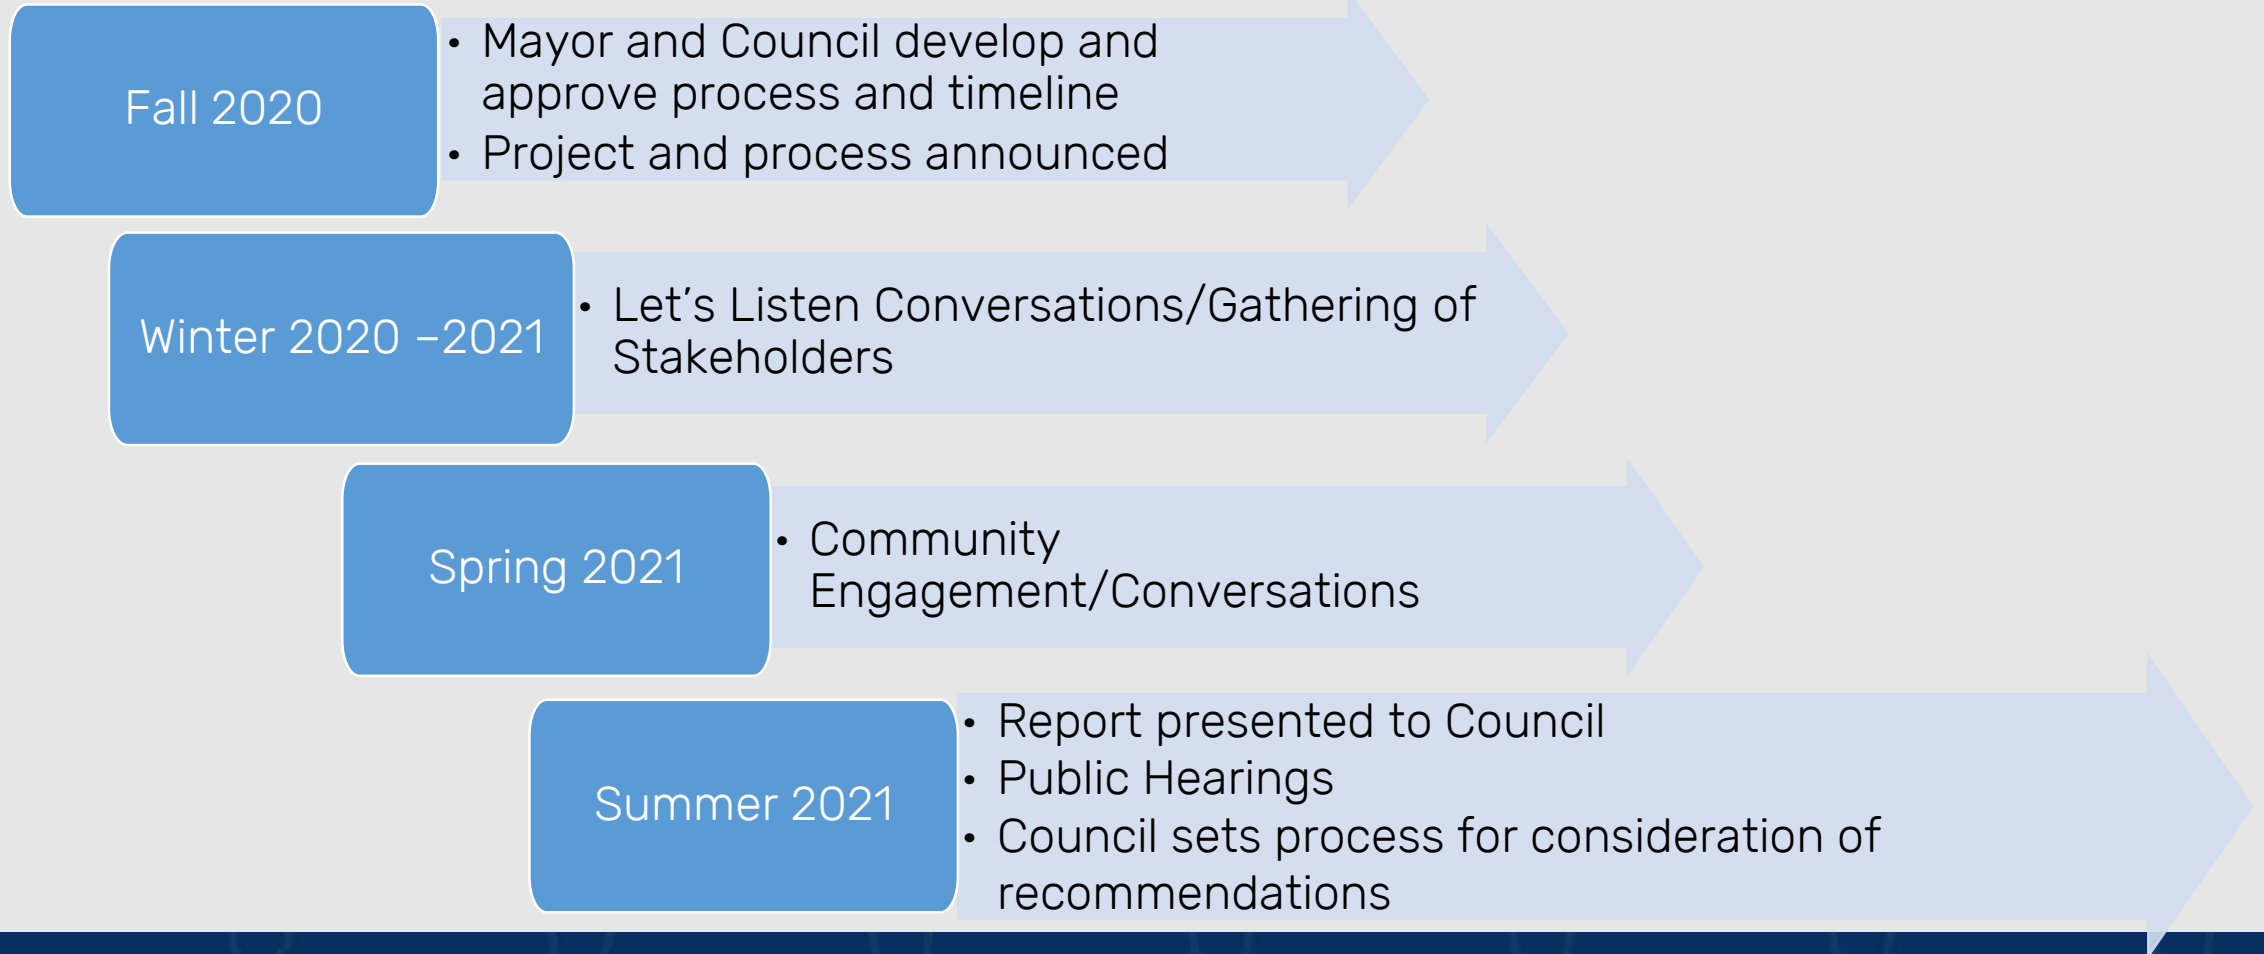 Fall 2020
• Mayor and Council develop and
approve process and timeline
• Project and process announced
Winter 2020 –2021
• Let’s Listen Conversations/Gathering of
Stakeholders
Spring 2021
• Community
Engagement/Conversations
Summer 2021
• Report presented to Council
• Public Hearings
• Council sets process for consideration of
recommendations